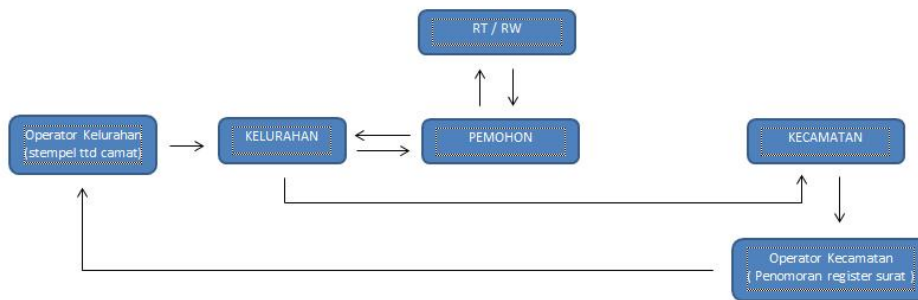 RT / RW
Operator Kelurahan
(stempel ttd camat)
KELURAHAN
PEMOHON
KECAMATAN
Operator Kecamatan
( Penomoran register surat )